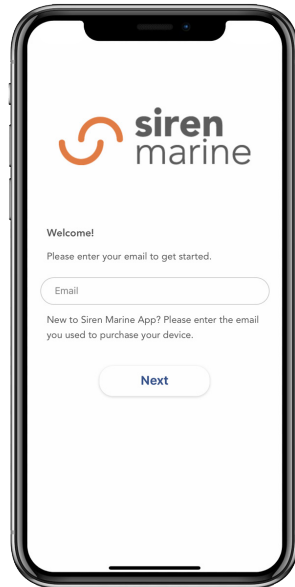 siren
marine
Welcome!
Please enter your email to get started.
Email
New to Siren Marine App? Please enter the email
you used to purchase your device.
Next